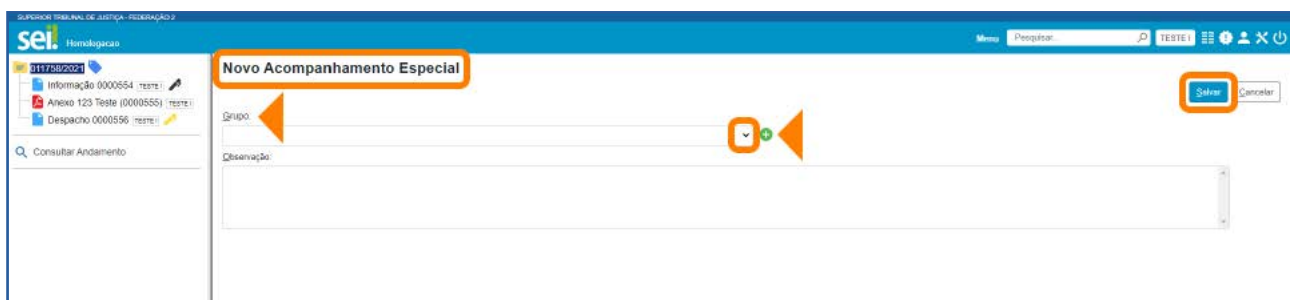 SUPERIOR TRIBUNAL DE JUSTIÇA - FEDERAÇÃO 2
sei! Homologacao
Menu Pesquisar... TESTE I
011758/2021
Informação 0000554 TESTE I
Anexo 123 Teste (0000555) TESTE I
Despacho 0000556 TESTE I
Consultar Andamento
Novo Acompanhamento Especial
Salvar Cancelar
Grupo:
Observação: